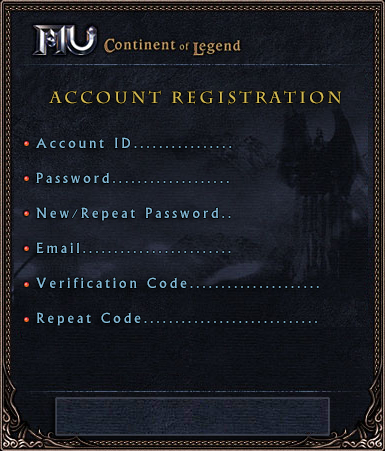 MU Continent of Legend
ACCOUNT REGISTRATION
Account ID................
Password...................
New/Repeat Password..
Email........................
Verification Code.....................
Repeat Code............................